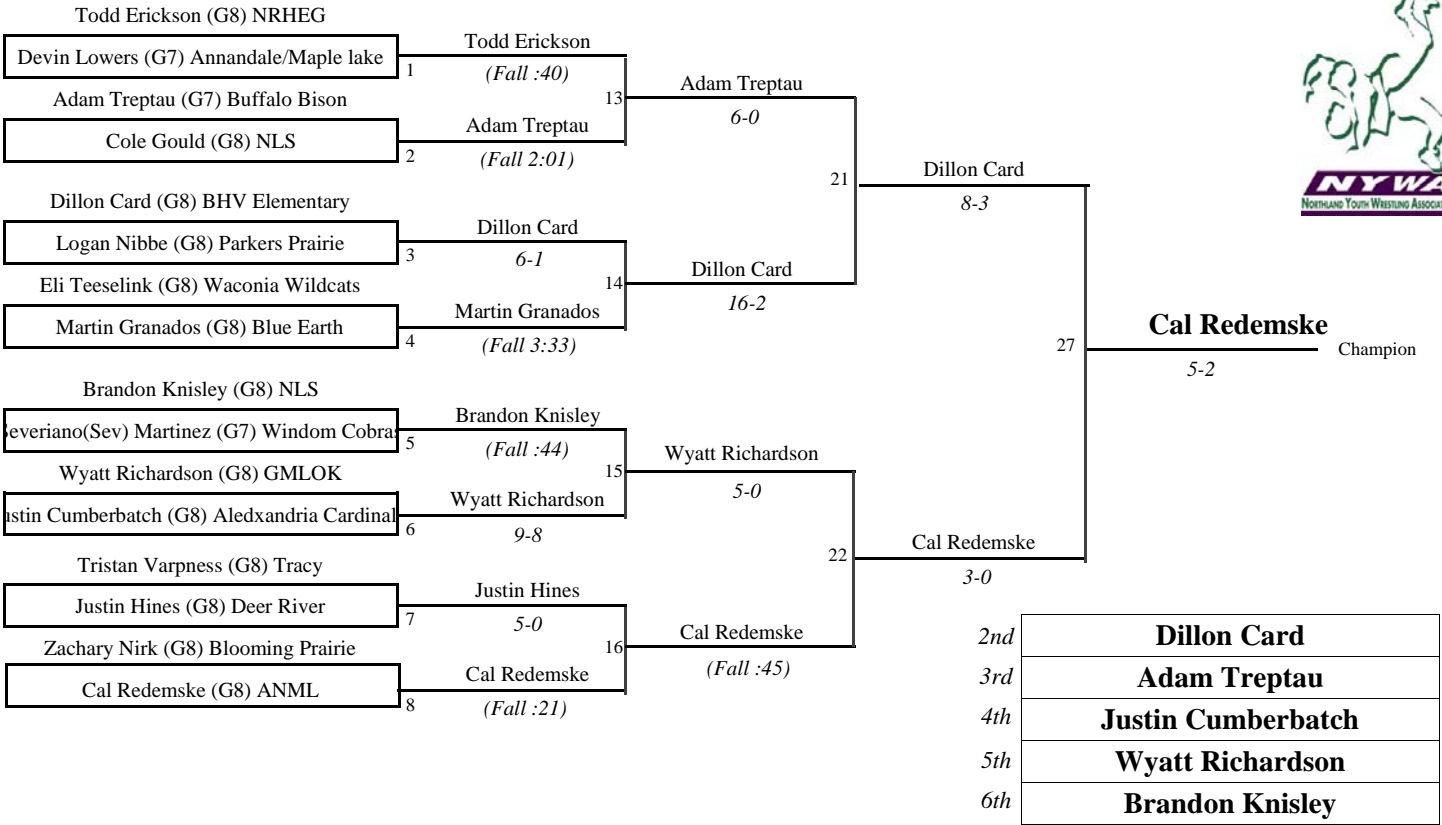 Todd Erickson (G8) NRHEG
Devin Lowers (G7) Annandale/Maple lake
1
Todd Erickson
(Fall :40)
Adam Treptau (G7) Buffalo Bison
Cole Gould (G8) NLS
2
Adam Treptau
(Fall 2:01)
13
Adam Treptau
6-0
Dillon Card (G8) BHV Elementary
Logan Nibbe (G8) Parkers Prairie
3
Dillon Card
6-1
Eli Teeselink (G8) Waconia Wildcats
Martin Granados (G8) Blue Earth
4
Martin Granados
(Fall 3:33)
14
Dillon Card
16-2
21
Dillon Card
8-3
Brandon Knisley (G8) NLS
everiano(Sev) Martinez (G7) Windom Cobras
5
Brandon Knisley
(Fall :44)
Wyatt Richardson (G8) GMLOK
ustin Cumberbatch (G8) Aledxandria Cardinal
6
Wyatt Richardson
9-8
15
Wyatt Richardson
5-0
Tristan Varpness (G8) Tracy
Justin Hines (G8) Deer River
7
Justin Hines
5-0
Zachary Nirk (G8) Blooming Prairie
Cal Redemske (G8) ANML
8
Cal Redemske
(Fall :21)
16
Cal Redemske
(Fall :45)
22
Cal Redemske
3-0
27
Cal Redemske
Champion
5-2
NYWA
NORTHLAND YOUTH WRESTLING
2nd Dillon Card
3rd Adam Treptau
4th Justin Cumberbatch
5th Wyatt Richardson
6th Brandon Knisley